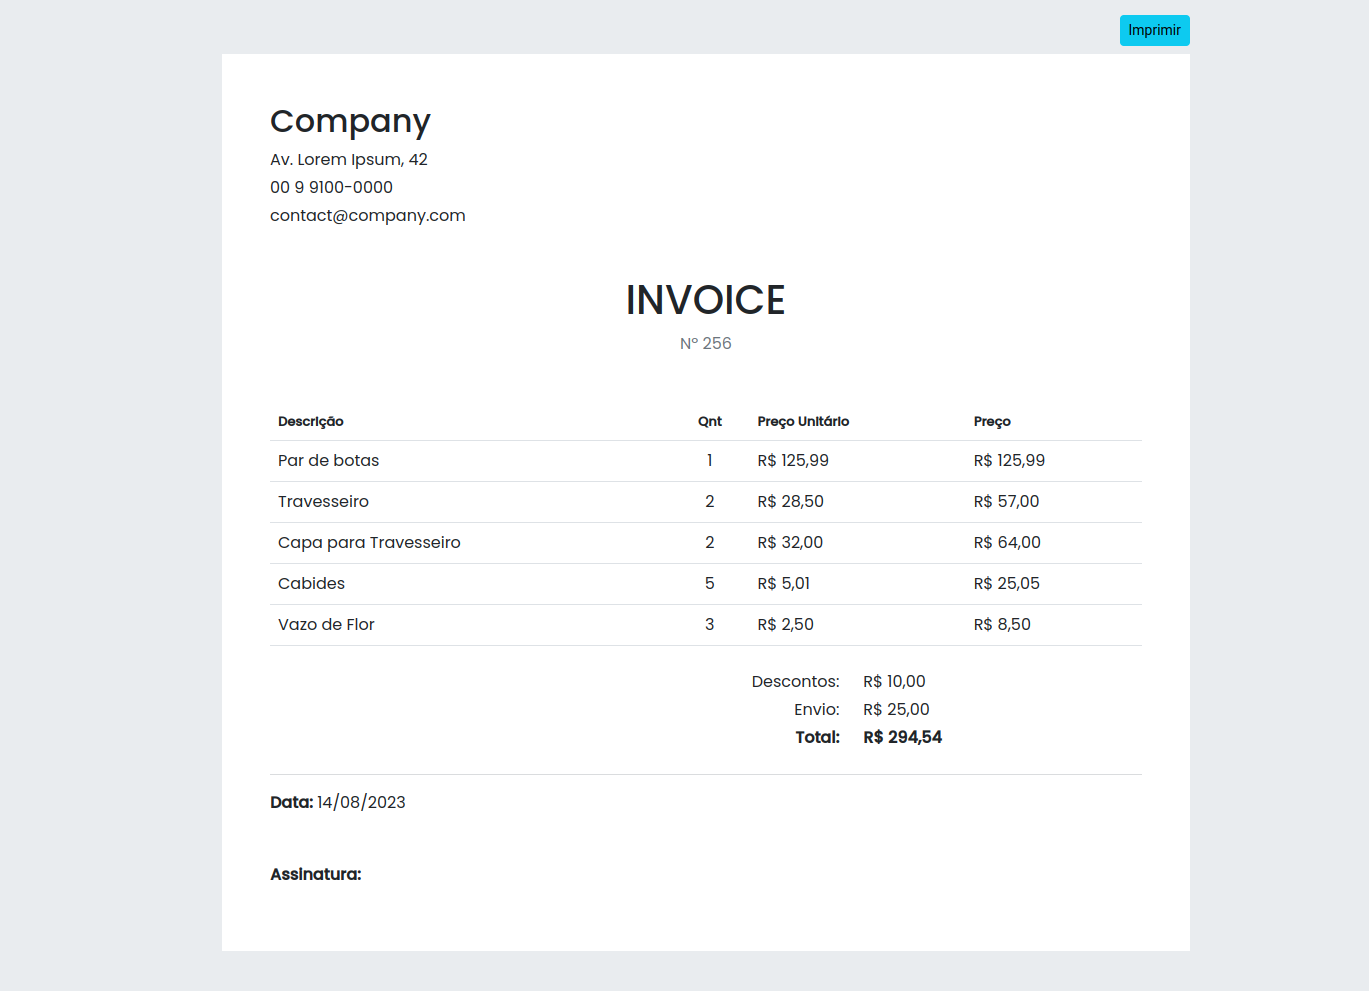 Imprimir
Company
Av. Lorem Ipsum, 42
00 9 9100-0000
contact@company.com
INVOICE
Nº 256
Descrição Qnt Preço Unitário Preço
Par de botas 1 R$ 125,99 R$ 125,99
Travesseiro 2 R$ 28,50 R$ 57,00
Capa para Travesseiro 2 R$ 32,00 R$ 64,00
Cabides 5 R$ 5,01 R$ 25,05
Vazo de Flor 3 R$ 2,50 R$ 8,50
Descontos: R$ 10,00
Envio: R$ 25,00
Total: R$ 294,54
Data: 14/08/2023
Assinatura: